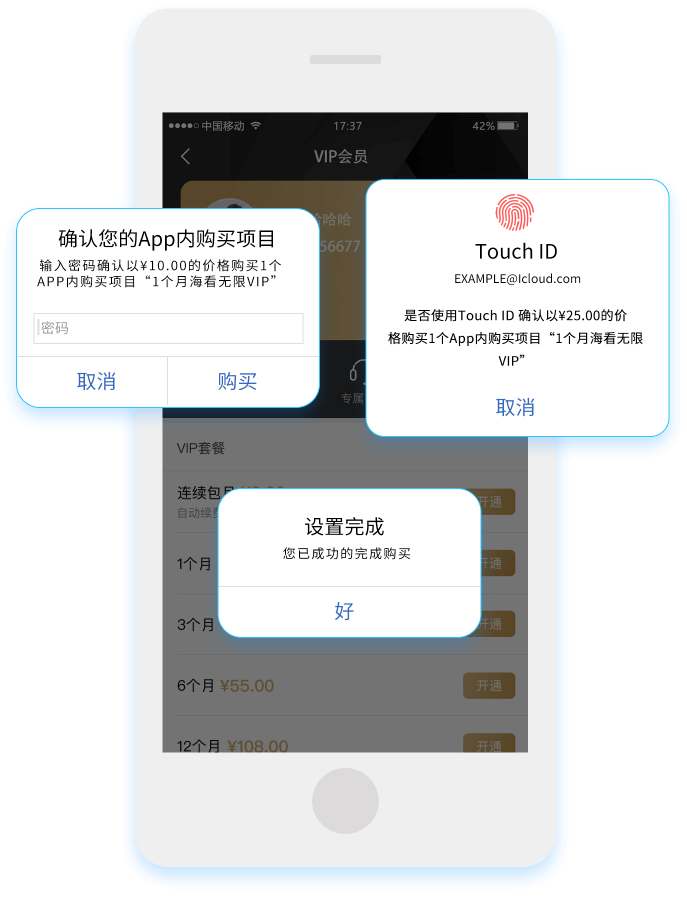 中国移动
17:37
42%
VIP会员
哈哈
56677
专属
确认您的App内购买项目
输入密码确认以¥10.00的价格购买1个
APP内购买项目“1个月海看无限VIP”
密码
取消
购买
Touch ID
EXAMPLE@Icloud.com
是否使用Touch ID 确认以¥25.00的价
格购买1个App内购买项目“1个月海看无限
VIP”
取消
VIP套餐
连续包月
自动续费
开通
设置完成
您已成功的完成购买
好
1个月
开通
3个月
开通
6个月 ¥55.00
开通
12个月 ¥108.00
开通